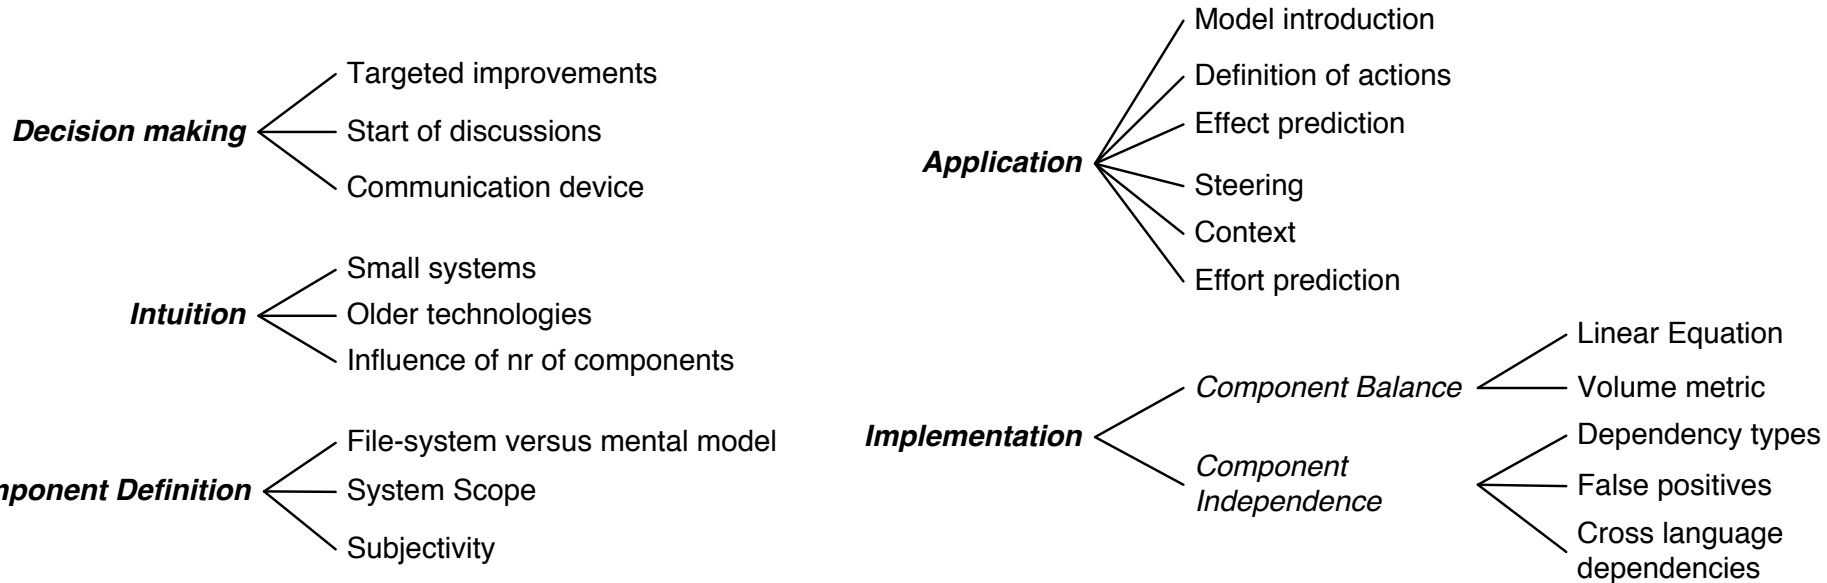 Decision making
Targeted improvements
Start of discussions
Communication device
Intuition
Small systems
Older technologies
Influence of nr of components
mponent Definition
File-system versus mental model
System Scope
Subjectivity
Application
Model introduction
Definition of actions
Effect prediction
Steering
Context
Effort prediction
Implementation
Component Balance
Linear Equation
Volume metric
Component
Independence
Dependency types
False positives
Cross language
dependencies